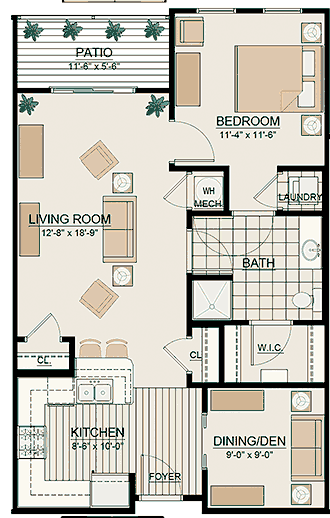 PATIO
11'-6" x 5'-6"
BEDROOM
11'-4" x 11'-6"
WH
MECH.
LAUNDRY
LIVING ROOM
12'-8" x 18'-9"
BATH
CL.
CL
W.I.C.
KITCHEN
8'-6" x 10'-0"
DINING/DEN
9'-0" x 9'-0"
FOYER